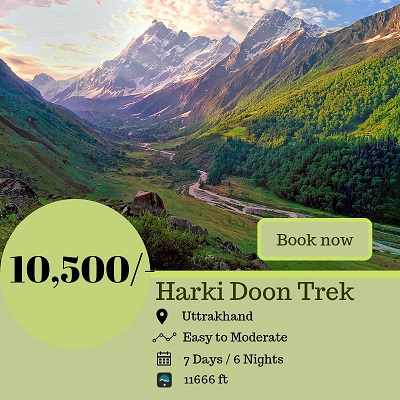 Book now
10,500/-
Harki Doon Trek
Uttrakhand
Easy to Moderate
7 Days / 6 Nights
11666 ft